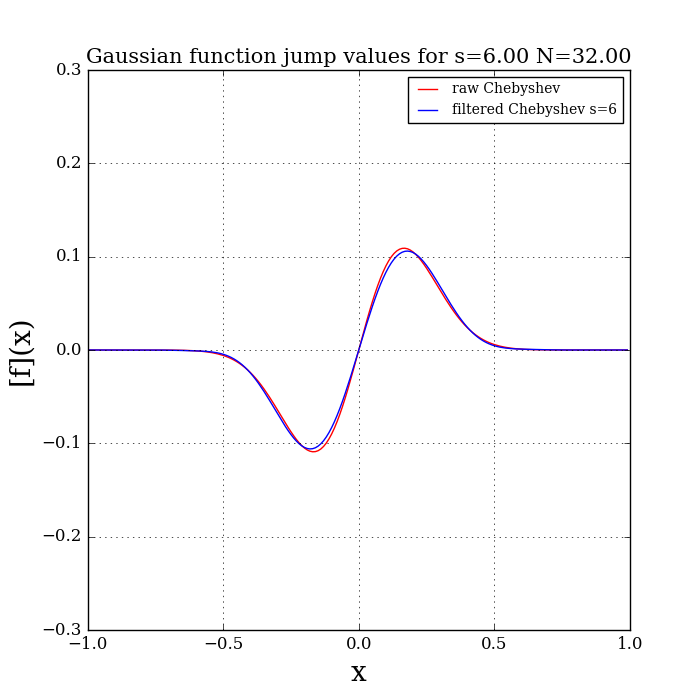 Gaussian function jump values for s=6.00 N=32.00
raw Chebyshev
filtered Chebyshev s=6
[f](x)
0.3
0.2
0.1
0.0
−0.1
−0.2
−0.3
−1.0 −0.5 0.0 0.5 1.0
x